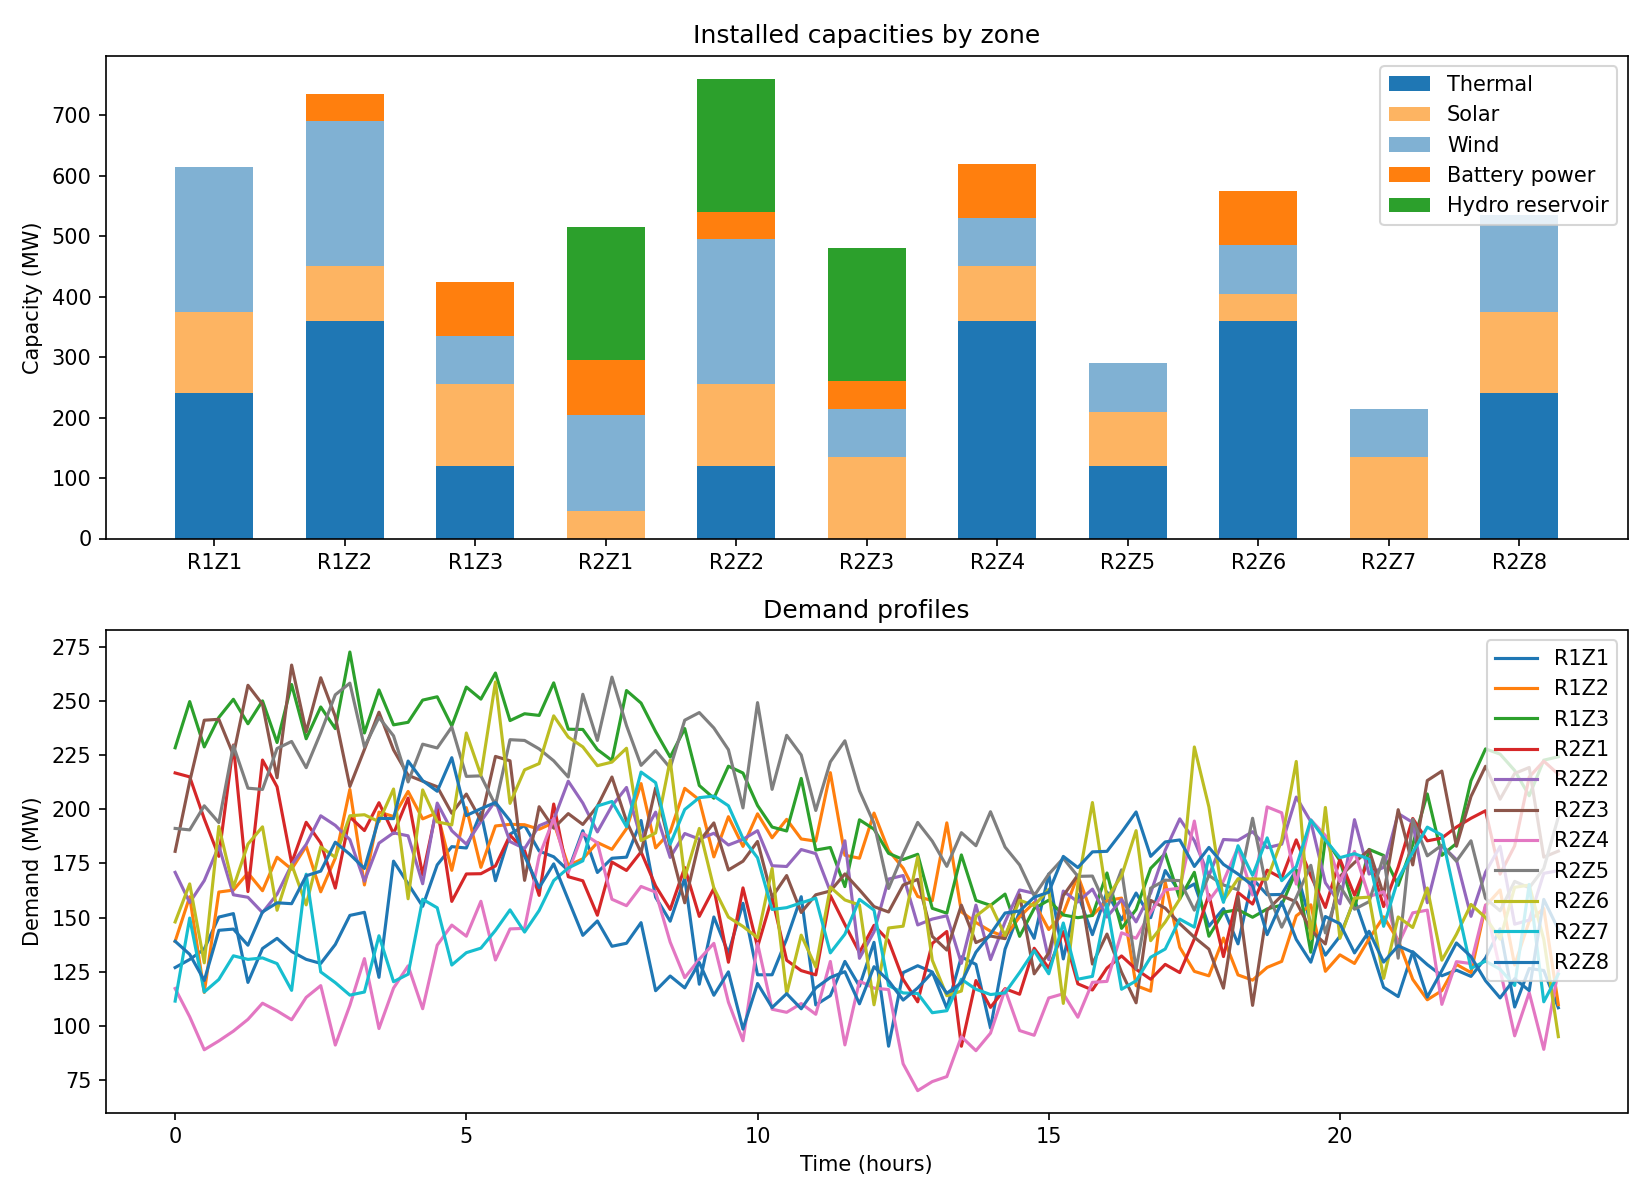 Installed capacities by zone
Capacity (MW)
700
600
500
400
300
200
100
0
Thermal
Solar
Wind
Battery power
Hydro reservoir
R1Z1 R1Z2 R1Z3 R2Z1 R2Z2 R2Z3 R2Z4 R2Z5 R2Z6 R2Z7 R2Z8
Demand profiles
Demand (MW)
275
250
225
200
175
150
125
100
75
R1Z1
R1Z2
R1Z3
R2Z1
R2Z2
R2Z3
R2Z4
R2Z5
R2Z6
R2Z7
R2Z8
0 5 10 15 20
Time (hours)